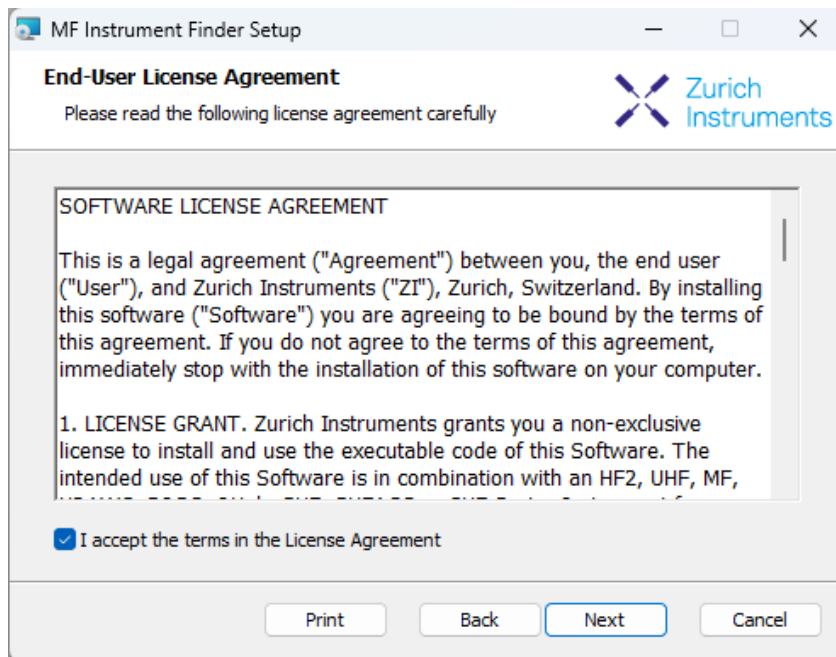 MF Instrument Finder Setup
End-User License Agreement
Please read the following license agreement carefully
Zurich
Instruments
SOFTWARE LICENSE AGREEMENT
This is a legal agreement ("Agreement") between you, the end user
("User"), and Zurich Instruments ("ZI"), Zurich, Switzerland. By installing
this software ("Software") you are agreeing to be bound by the terms of
this agreement. If you do not agree to the terms of this agreement,
immediately stop with the installation of this software on your computer.
1. LICENSE GRANT. Zurich Instruments grants you a non-exclusive
license to install and use the executable code of this Software. The
intended use of this Software is in combination with an HF2, UHF, MF,
I accept the terms in the License Agreement
Print
Back
Next
Cancel